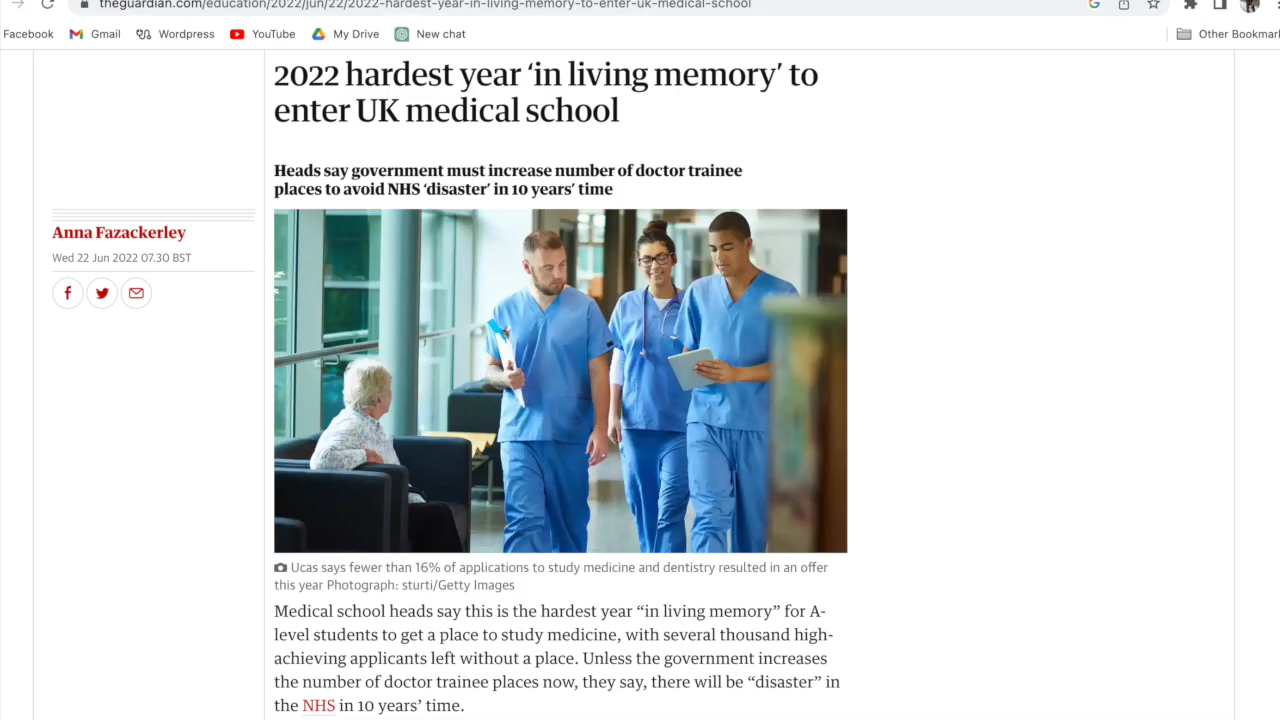 theguardian.com/education/2022/jun/22/2022-hardest-year-in-living-memory-to-enter-uk-medical-school
Facebook Gmail Wordpress YouTube My Drive New chat Other Bookmar
2022 hardest year ‘in living memory’ to
enter UK medical school
Heads say government must increase number of doctor trainee
places to avoid NHS ‘disaster’ in 10 years’ time
Anna Fazackerley
Wed 22 Jun 2022 07.30 BST
Ucas says fewer than 16% of applications to study medicine and dentistry resulted in an offer
this year Photograph: sturti/Getty Images
Medical school heads say this is the hardest year “in living memory” for A-
level students to get a place to study medicine, with several thousand high-
achieving applicants left without a place. Unless the government increases
the number of doctor trainee places now, they say, there will be “disaster” in
the NHS in 10 years’ time.